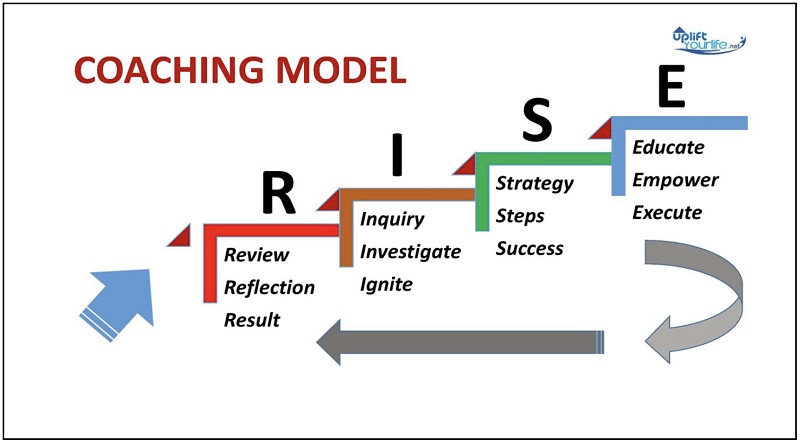 Uplift
Yourlife.net
COACHING MODEL
R
Review
Reflection
Result
I
Inquiry
Investigate
Ignite
S
Strategy
Steps
Success
E
Educate
Empower
Execute